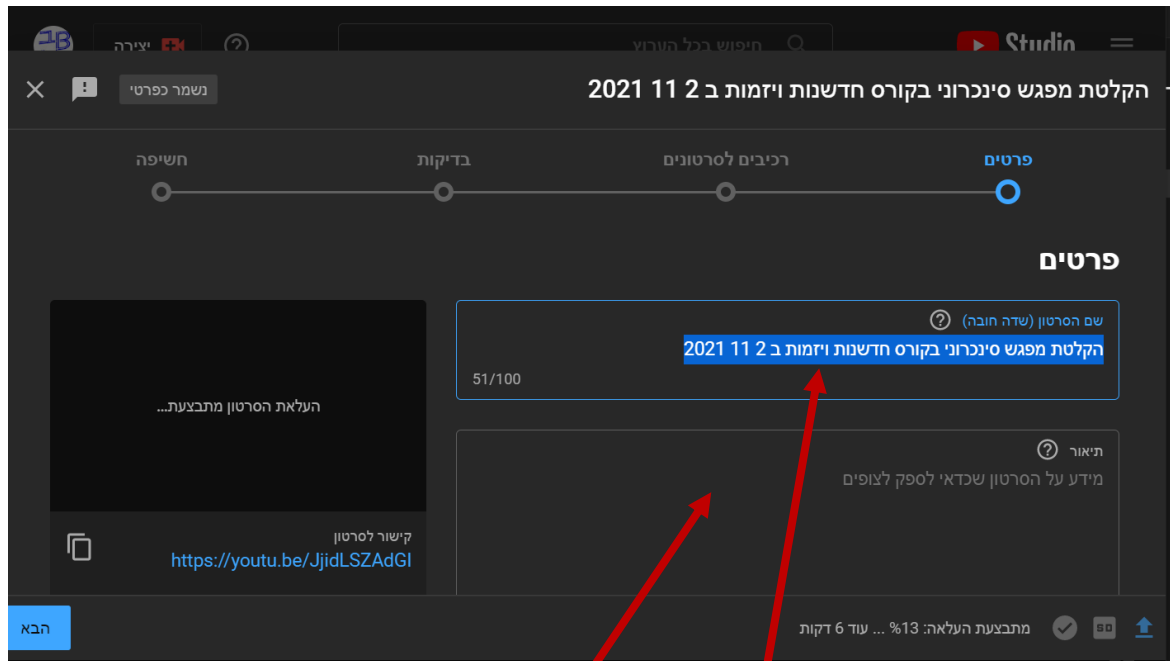 Studio
חיפוש בכל הערוץ
יצירה
הקלטת מפגש סינכרוני בקורס חדשנות ויזמות ב 2 11 2021
נשמר כפרטי
פרטים
רכיבים לסרטונים
בדיקות
חשיפה
פרטים
שם הסרטון (שדה חובה)
הקלטת מפגש סינכרוני בקורס חדשנות ויזמות ב 2 11 2021
51/100
תיאור
מידע על הסרטון שכדאי לספק לצופים
העלאת הסרטון מתבצעת...
קישור לסרטון
https://youtu.be/JjidLSZAdGI
SD
מתבצעת העלאה: 13% ... עוד 6 דקות
הבא